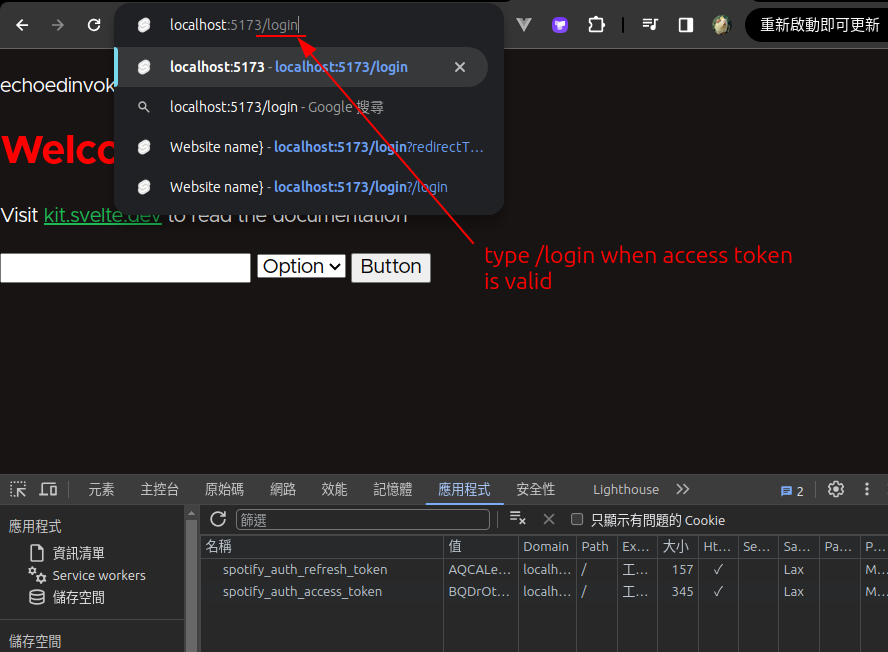 localhost:5173/login
重新啟動即可更新
localhost:5173 - localhost:5173/login
localhost:5173/login - Google 搜尋
Website name} - localhost:5173/login?redirectT…
Website name} - localhost:5173/login?/login
echoedinvok
Welco
Visit kit.svelte.dev to read the documentation
Option
Button
type /login when access token
is valid
元素
主控台
原始碼
網路
效能
記憶體
應用程式
安全性
Lighthouse
2
應用程式
資訊清單
Service workers
儲存空間
儲存空間
篩選
只顯示有問題的 Cookie
名稱 值 Domain Path Ex… 大小 Ht… Se… Sa… Pa… P…
spotify_auth_refresh_token AQCALe… localh… / 工… 157 ✓ Lax M…
spotify_auth_access_token BQDrOt… localh… / 工… 345 ✓ Lax M…